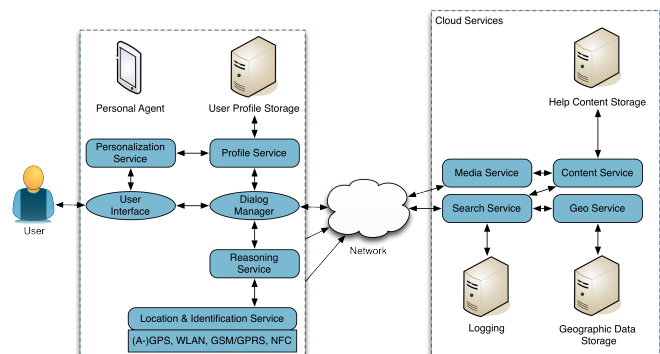 Cloud Services
Personal Agent
User Profile Storage
Help Content Storage
Personalization
Service
Profile Service
Media Service
Content Service
User
Interface
Dialog
Manager
Search Service
Geo Service
User
Network
Reasoning
Service
Location & Identification Service
(A-)GPS, WLAN, GSM/GPRS, NFC
Logging
Geographic Data
Storage